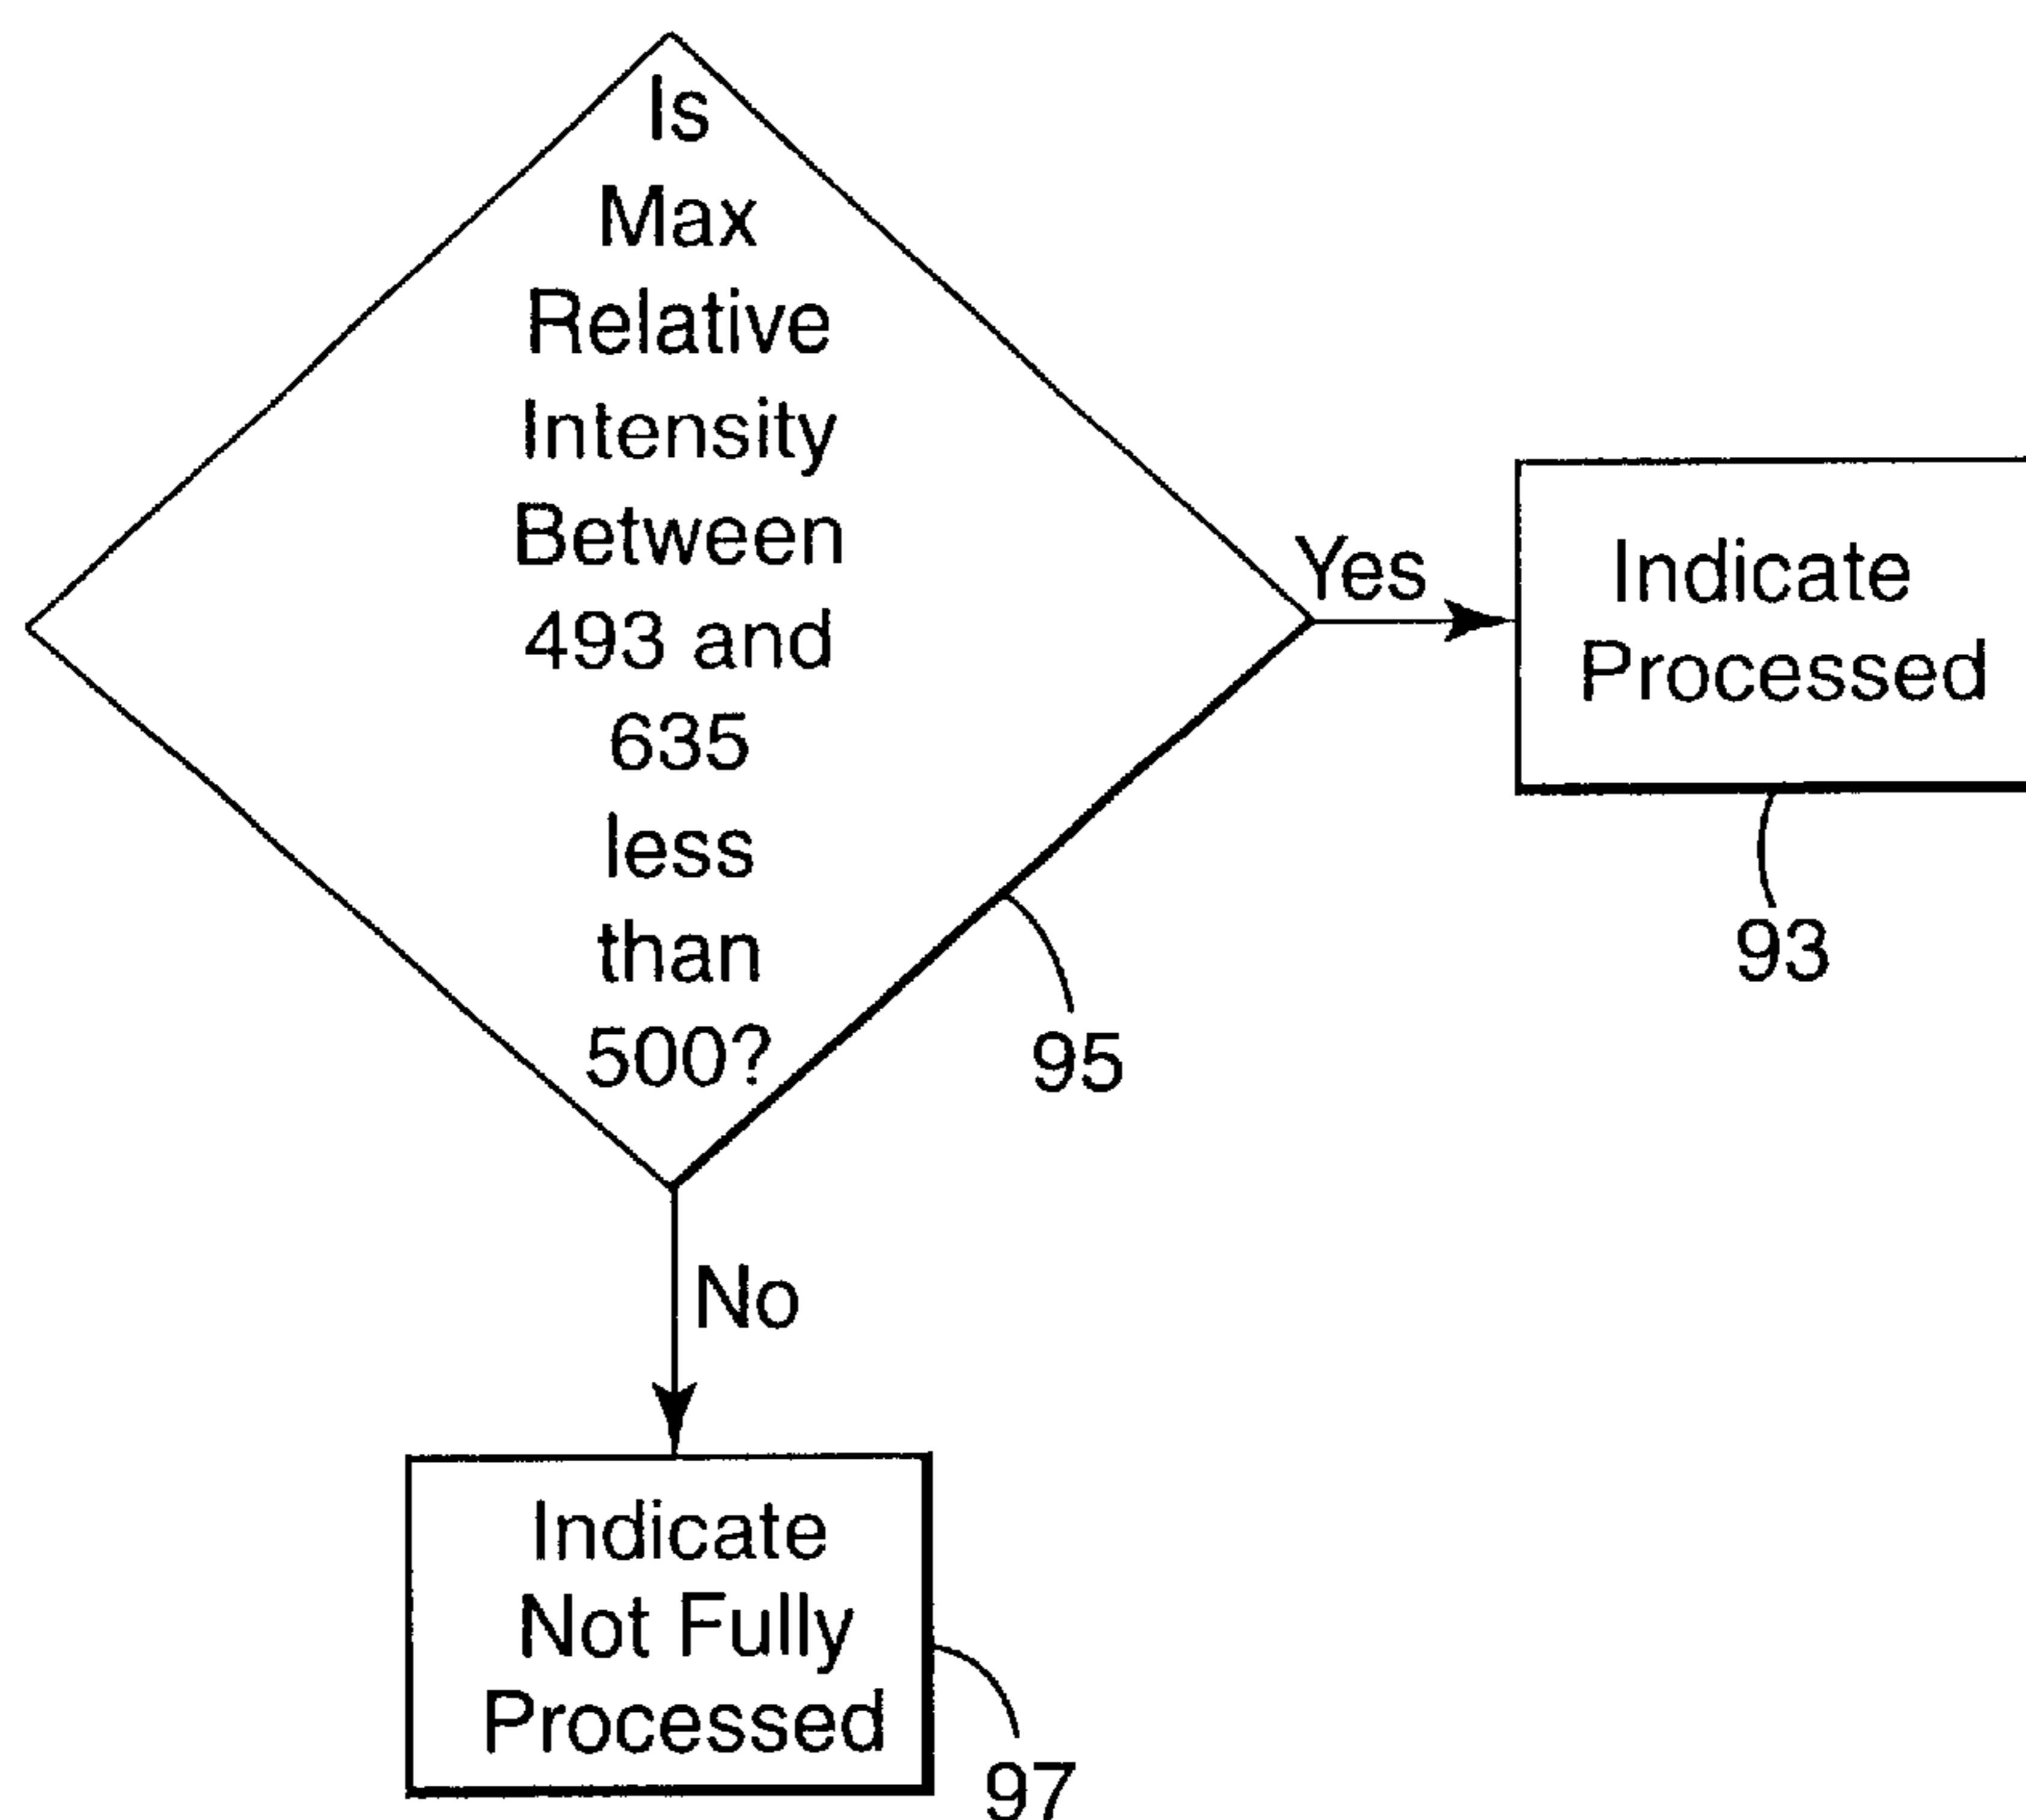 Is
Max
Relative
Intensity
Between
493 and
635
less
than
500?
Yes
Indicate
Processed
93
95
No
Indicate
Not Fully
Processed
97